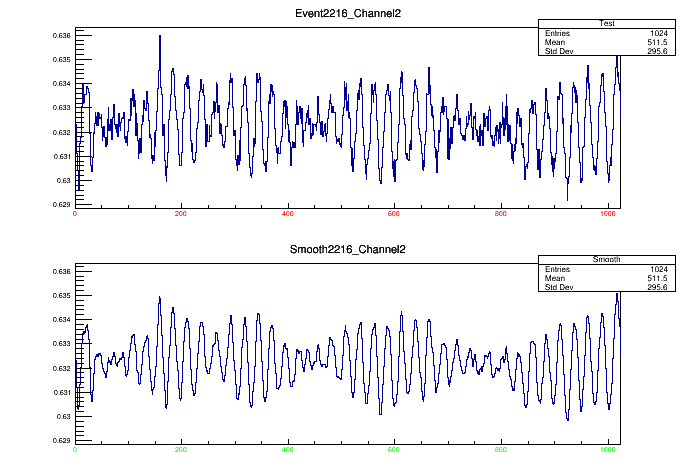 Event2216_Channel2
Test
Entries 1024
Mean 511.5
Std Dev 295.6
0.636
0.635
0.634
0.633
0.632
0.631
0.63
0.629
0 200 400 600 800 1000
Smooth2216_Channel2
Smooth
Entries 1024
Mean 511.5
Std Dev 295.6
0.636
0.635
0.634
0.633
0.632
0.631
0.63
0.629
0 200 400 600 800 1000